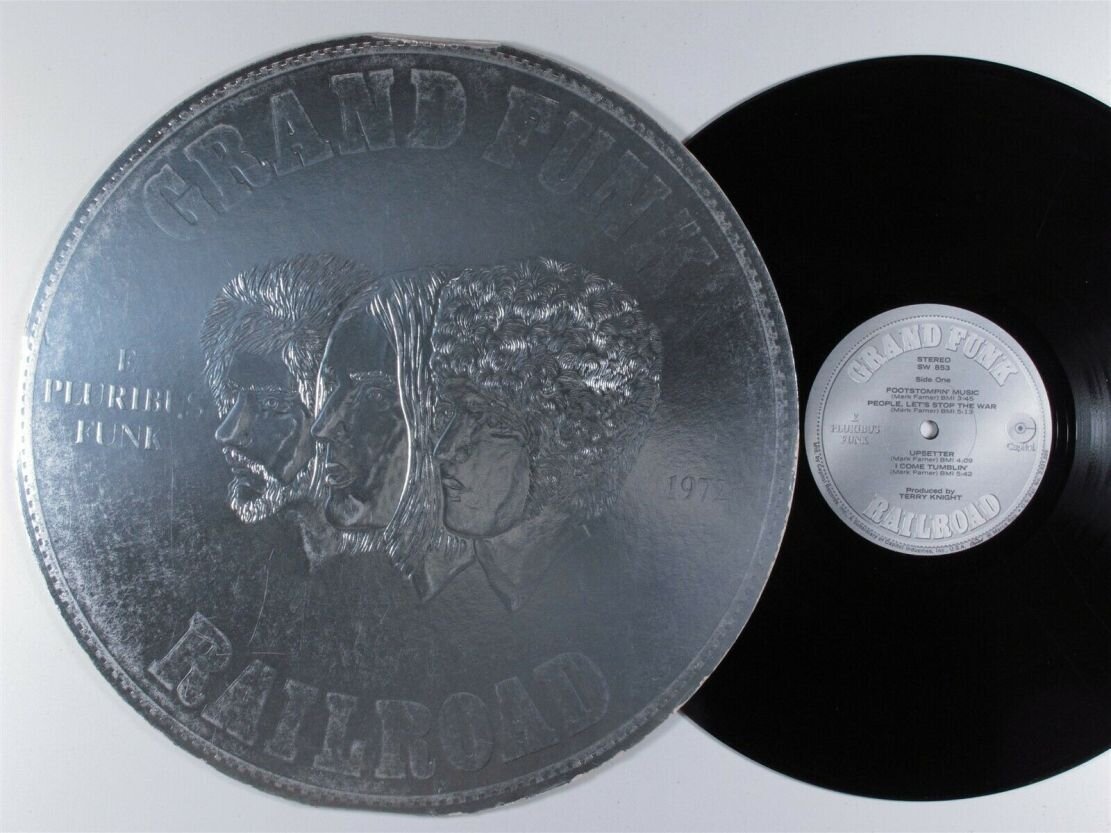 GRAND FUNK
E
PLURIBU
FUNK
1972
RAILROAD
GRAND FUNK
STEREO
SW 853
Side One
FOOTSTOMPIN' MUSIC
(Mark Farner) BMI 3:45
PEOPLE, LET'S STOP THE WAR
(Mark Farner) BMI 5:13
E
PLURIBUS
FUNK
Capitol
UPSETTER
(Mark Farner) BMI 4:09
I COME TUMBLIN'
(Mark Farner) BMI 5:42
Produced by
TERRY KNIGHT
RAILROAD